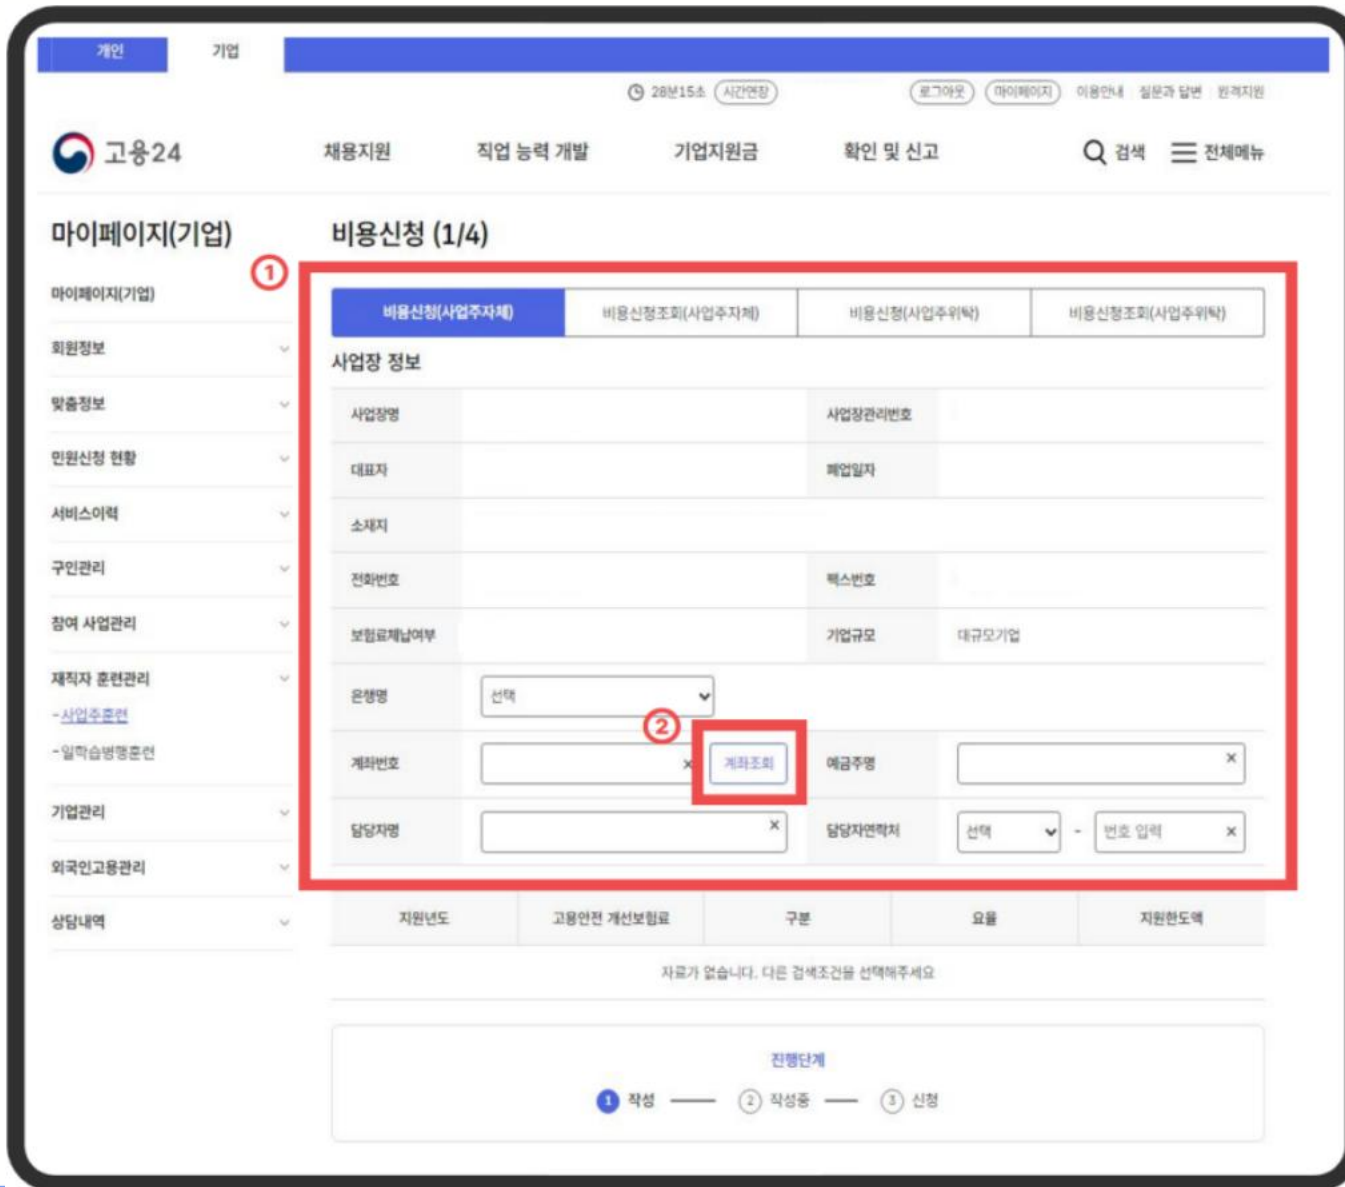 개인 기업
28분15초 시간연장 로그아웃 마이페이지 이용안내 질문과 답변 원격지원
고용24 채용지원 직업 능력 개발 기업지원금 확인 및 신고 검색 전체메뉴
마이페이지(기업)
마이페이지(기업)
회원정보
맞춤정보
민원신청 현황
서비스이력
구인관리
참여 사업관리
재직자 훈련관리
-사업주훈련
-일학습병행훈련
기업관리
외국인고용관리
상담내역
비용신청 (1/4)
①
비용신청(사업주자체) 비용신청조회(사업주자체) 비용신청(사업주위탁) 비용신청조회(사업주위탁)
사업장 정보
사업장명 사업장관리번호
대표자 폐업일자
소재지
전화번호 팩스번호
보험료체납여부 기업규모 대규모기업
은행명 선택
②
계좌번호 × 계좌조회 예금주명 ×
담당자명 × 담당자연락처 선택 - 번호 입력 ×
지원년도 고용안전 개선보험료 구분 요율 지원한도액
자료가 없습니다. 다른 검색조건을 선택해주세요
진행단계
1 작성 2 작성중 3 신청